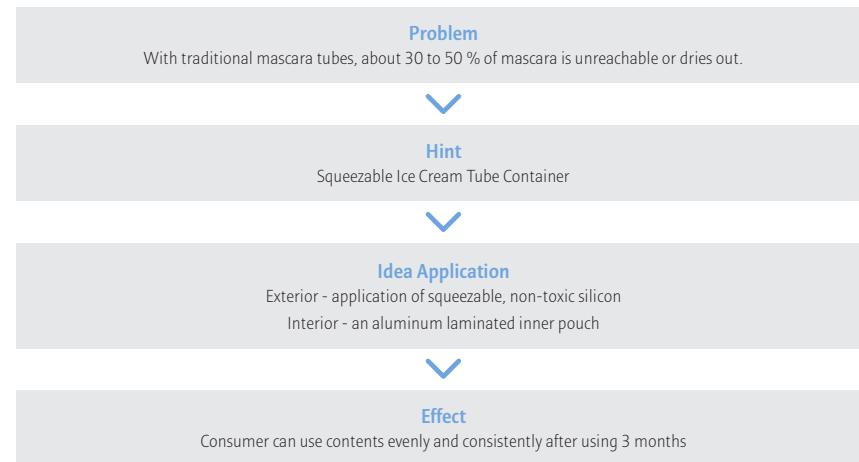 Problem
With traditional mascara tubes, about 30 to 50 % of mascara is unreachable or dries out.
Hint
Squeezable Ice Cream Tube Container
Idea Application
Exterior - application of squeezable, non-toxic silicon
Interior - an aluminum laminated inner pouch
Effect
Consumer can use contents evenly and consistently after using 3 months